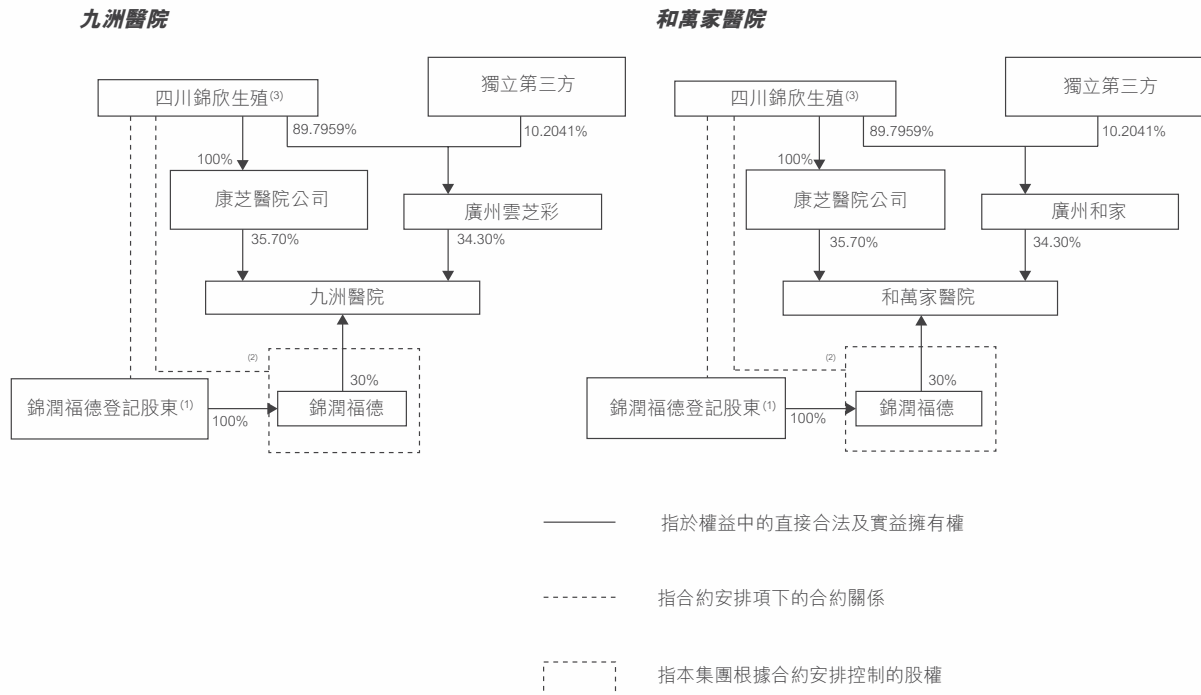 九洲醫院
和萬家醫院
四川錦欣生殖(3)
獨立第三方
四川錦欣生殖(3)
獨立第三方
89.7959%
10.2041%
89.7959%
10.2041%
100%
100%
康芝醫院公司
廣州雲芝彩
康芝醫院公司
廣州和家
35.70%
34.30%
35.70%
34.30%
九洲醫院
和萬家醫院
(2)
(2)
30%
30%
錦潤福德登記股東(1)
錦潤福德
錦潤福德登記股東(1)
錦潤福德
100%
100%
指於權益中的直接合法及實益擁有權
指合約安排項下的合約關係
指本集團根據合約安排控制的股權